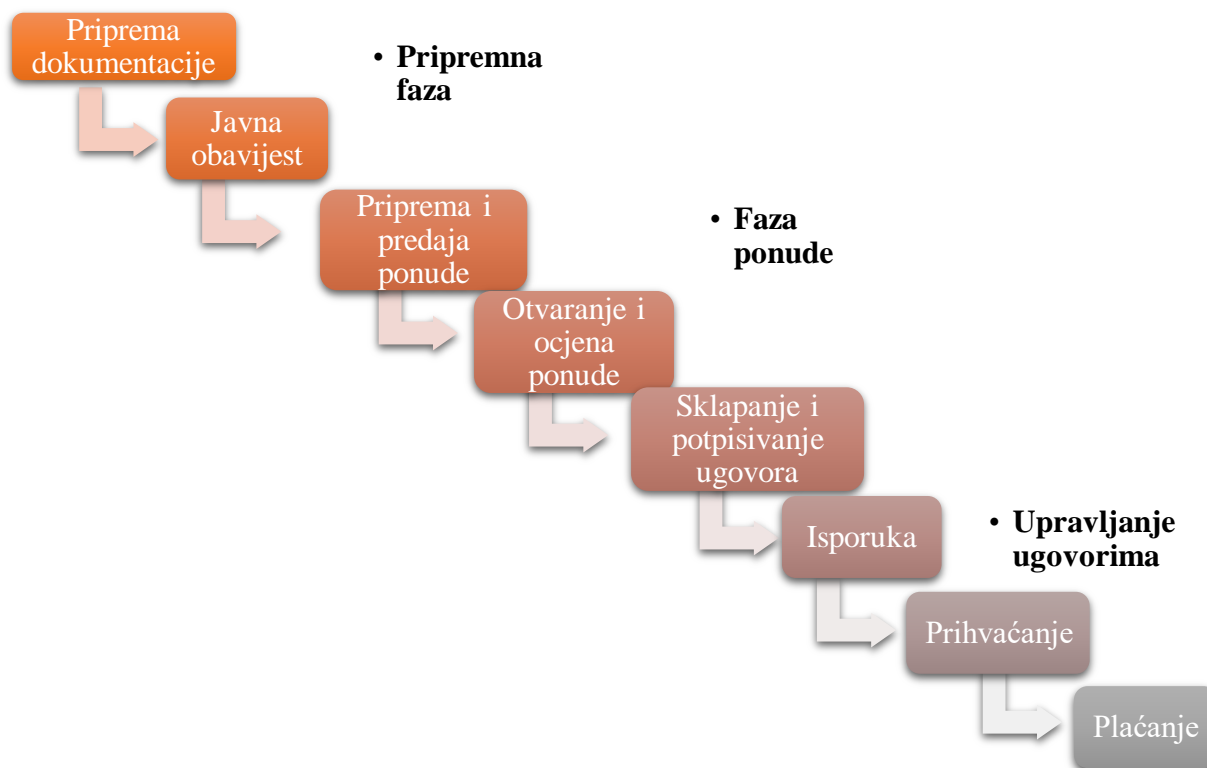 Priprema
dokumentacije
• Pripremna
faza
Javna
obavijest
Priprema i
predaja
ponude
• Faza
ponude
Otvaranje i
ocjena
ponude
Sklapanje i
potpisivanje
ugovora
Isporuka
• Upravljanje
ugovorima
Prihvaćanje
Plaćanje